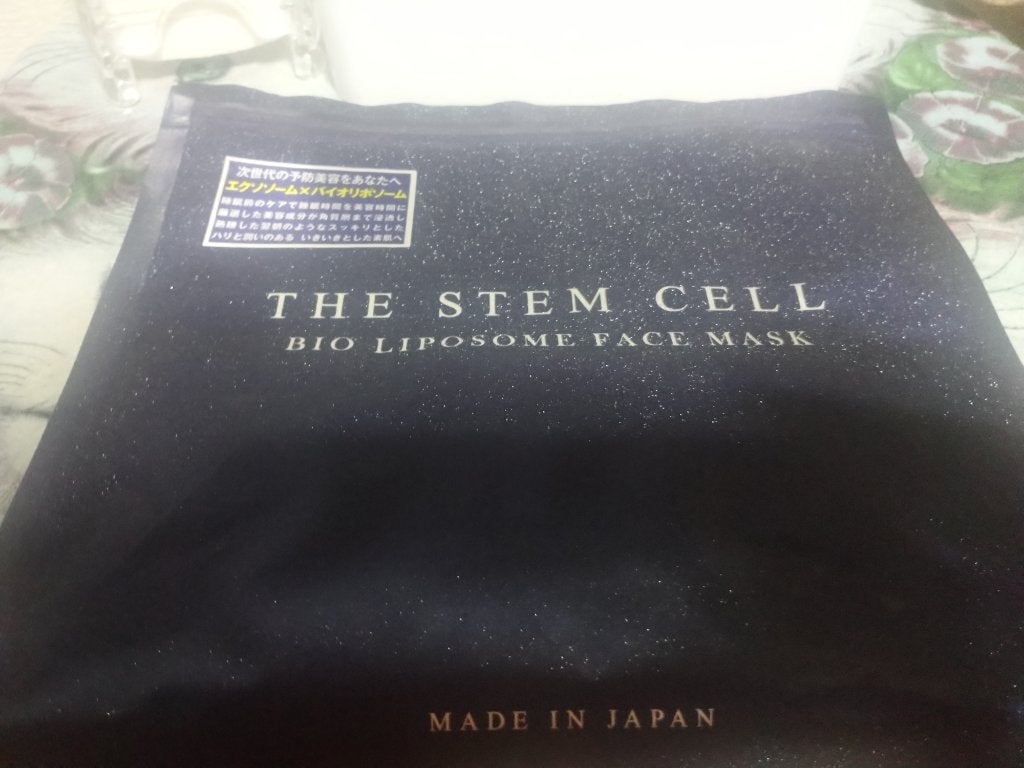 次世代の予防美容をあなたへ
エクソソーム×バイオリポソーム
睡眠前のケアで睡眠時間を美容時間に
厳選した美容成分が角質層まで浸透し
熟睡した翌朝のようなスッキリとした
ハリと潤いのある いきいきとした素肌へ
THE STEM CELL
BIO LIPOSOME FACE MASK
MADE IN JAPAN